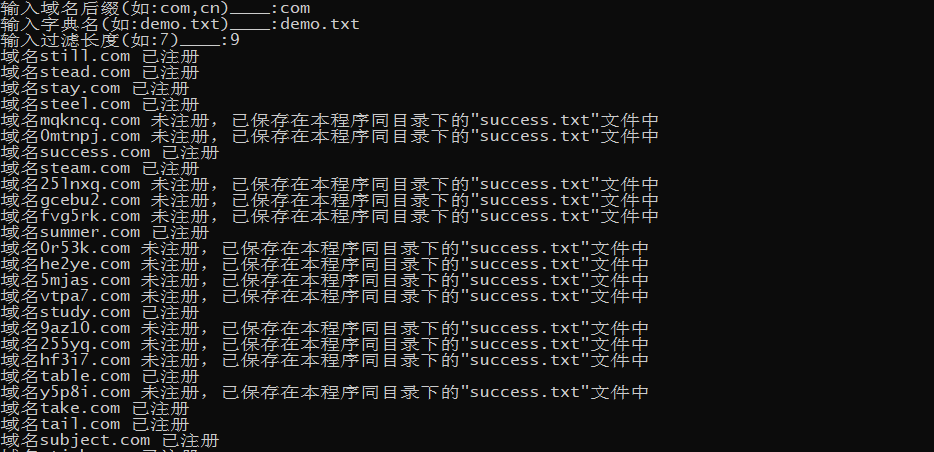 输入域名后缀(如:com,cn)____:com
输入字典名(如:demo.txt)____:demo.txt
输入过滤长度(如:7)____:9
域名still.com 已注册
域名stead.com 已注册
域名stay.com 已注册
域名steel.com 已注册
域名mqkncq.com 未注册，已保存在本程序同目录下的"success.txt"文件中
域名0mtnpj.com 未注册，已保存在本程序同目录下的"success.txt"文件中
域名success.com 已注册
域名steam.com 已注册
域名25lnxq.com 未注册，已保存在本程序同目录下的"success.txt"文件中
域名gcebu2.com 未注册，已保存在本程序同目录下的"success.txt"文件中
域名fvg5rk.com 未注册，已保存在本程序同目录下的"success.txt"文件中
域名summer.com 已注册
域名0r53k.com 未注册，已保存在本程序同目录下的"success.txt"文件中
域名he2ye.com 未注册，已保存在本程序同目录下的"success.txt"文件中
域名5mjas.com 未注册，已保存在本程序同目录下的"success.txt"文件中
域名vtpa7.com 未注册，已保存在本程序同目录下的"success.txt"文件中
域名study.com 已注册
域名9az10.com 未注册，已保存在本程序同目录下的"success.txt"文件中
域名255yq.com 未注册，已保存在本程序同目录下的"success.txt"文件中
域名hf3i7.com 未注册，已保存在本程序同目录下的"success.txt"文件中
域名table.com 已注册
域名y5p8i.com 未注册，已保存在本程序同目录下的"success.txt"文件中
域名take.com 已注册
域名tail.com 已注册
域名subject.com 已注册